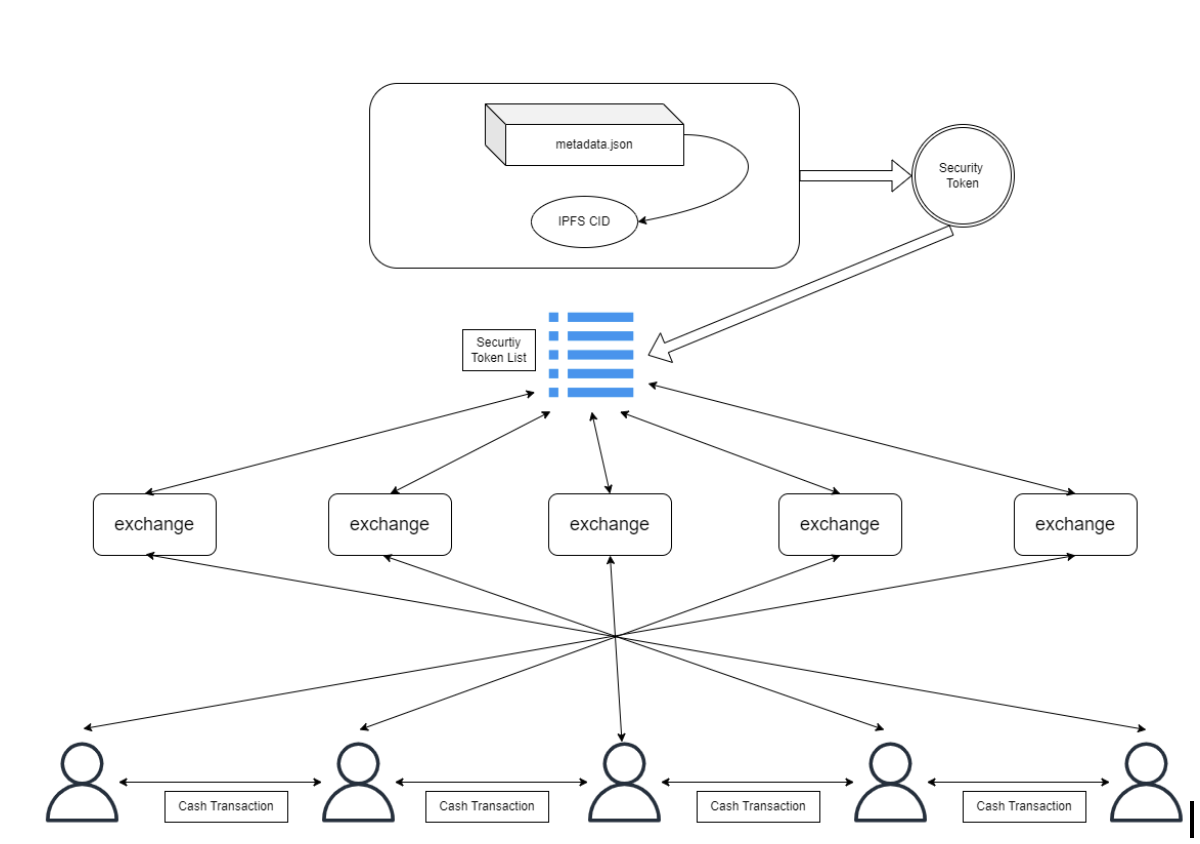 metadata.json
Security
Token
IPFS CID
Securtiy
Token List
exchange
exchange
exchange
exchange
exchange
Cash Transaction
Cash Transaction
Cash Transaction
Cash Transaction